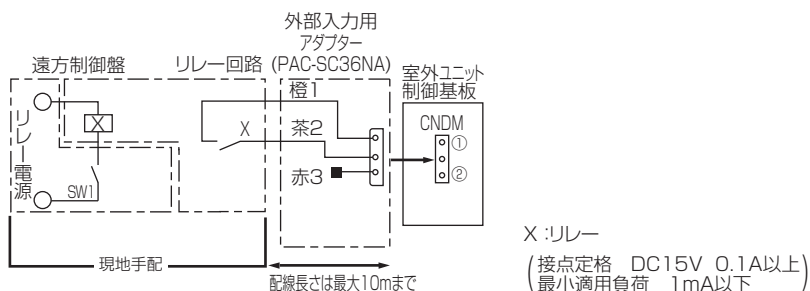 外部入力用
アダプター
(PAC-SC36NA)
遠方制御盤
リレー回路
室外ユニット
制御基板
橙1
茶2
赤3
X
X
SW1
リレー電源
CNDM
①
②
現地手配
配線長さは最大10mまで
X :リレー
(接点定格 DC15V 0.1A以上
最小適用負荷 1mA以下)